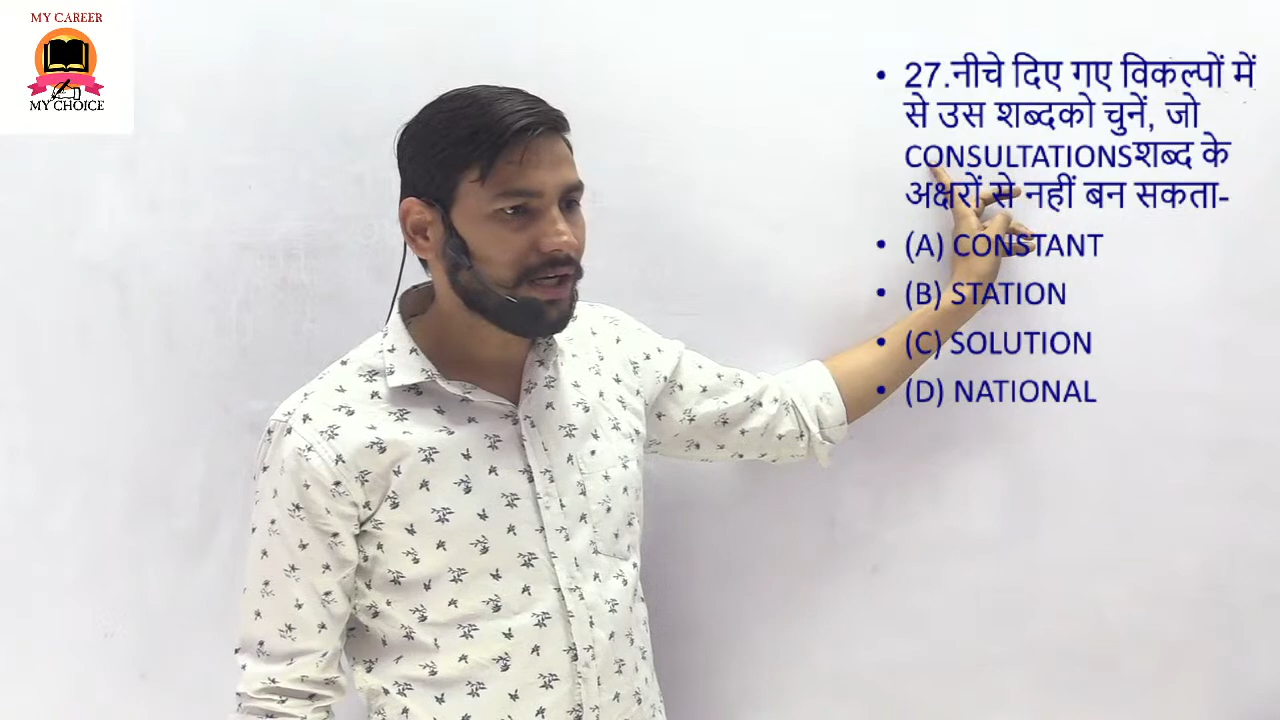 MY CAREER
MY CHOICE
• 27.नीचे दिए गए विकल्पों में
से उस शब्दको चुनें, जो
CONSULTATIONSशब्द के
अक्षरों से नहीं बन सकता-
• (A) CONSTANT
• (B) STATION
• (C) SOLUTION
• (D) NATIONAL